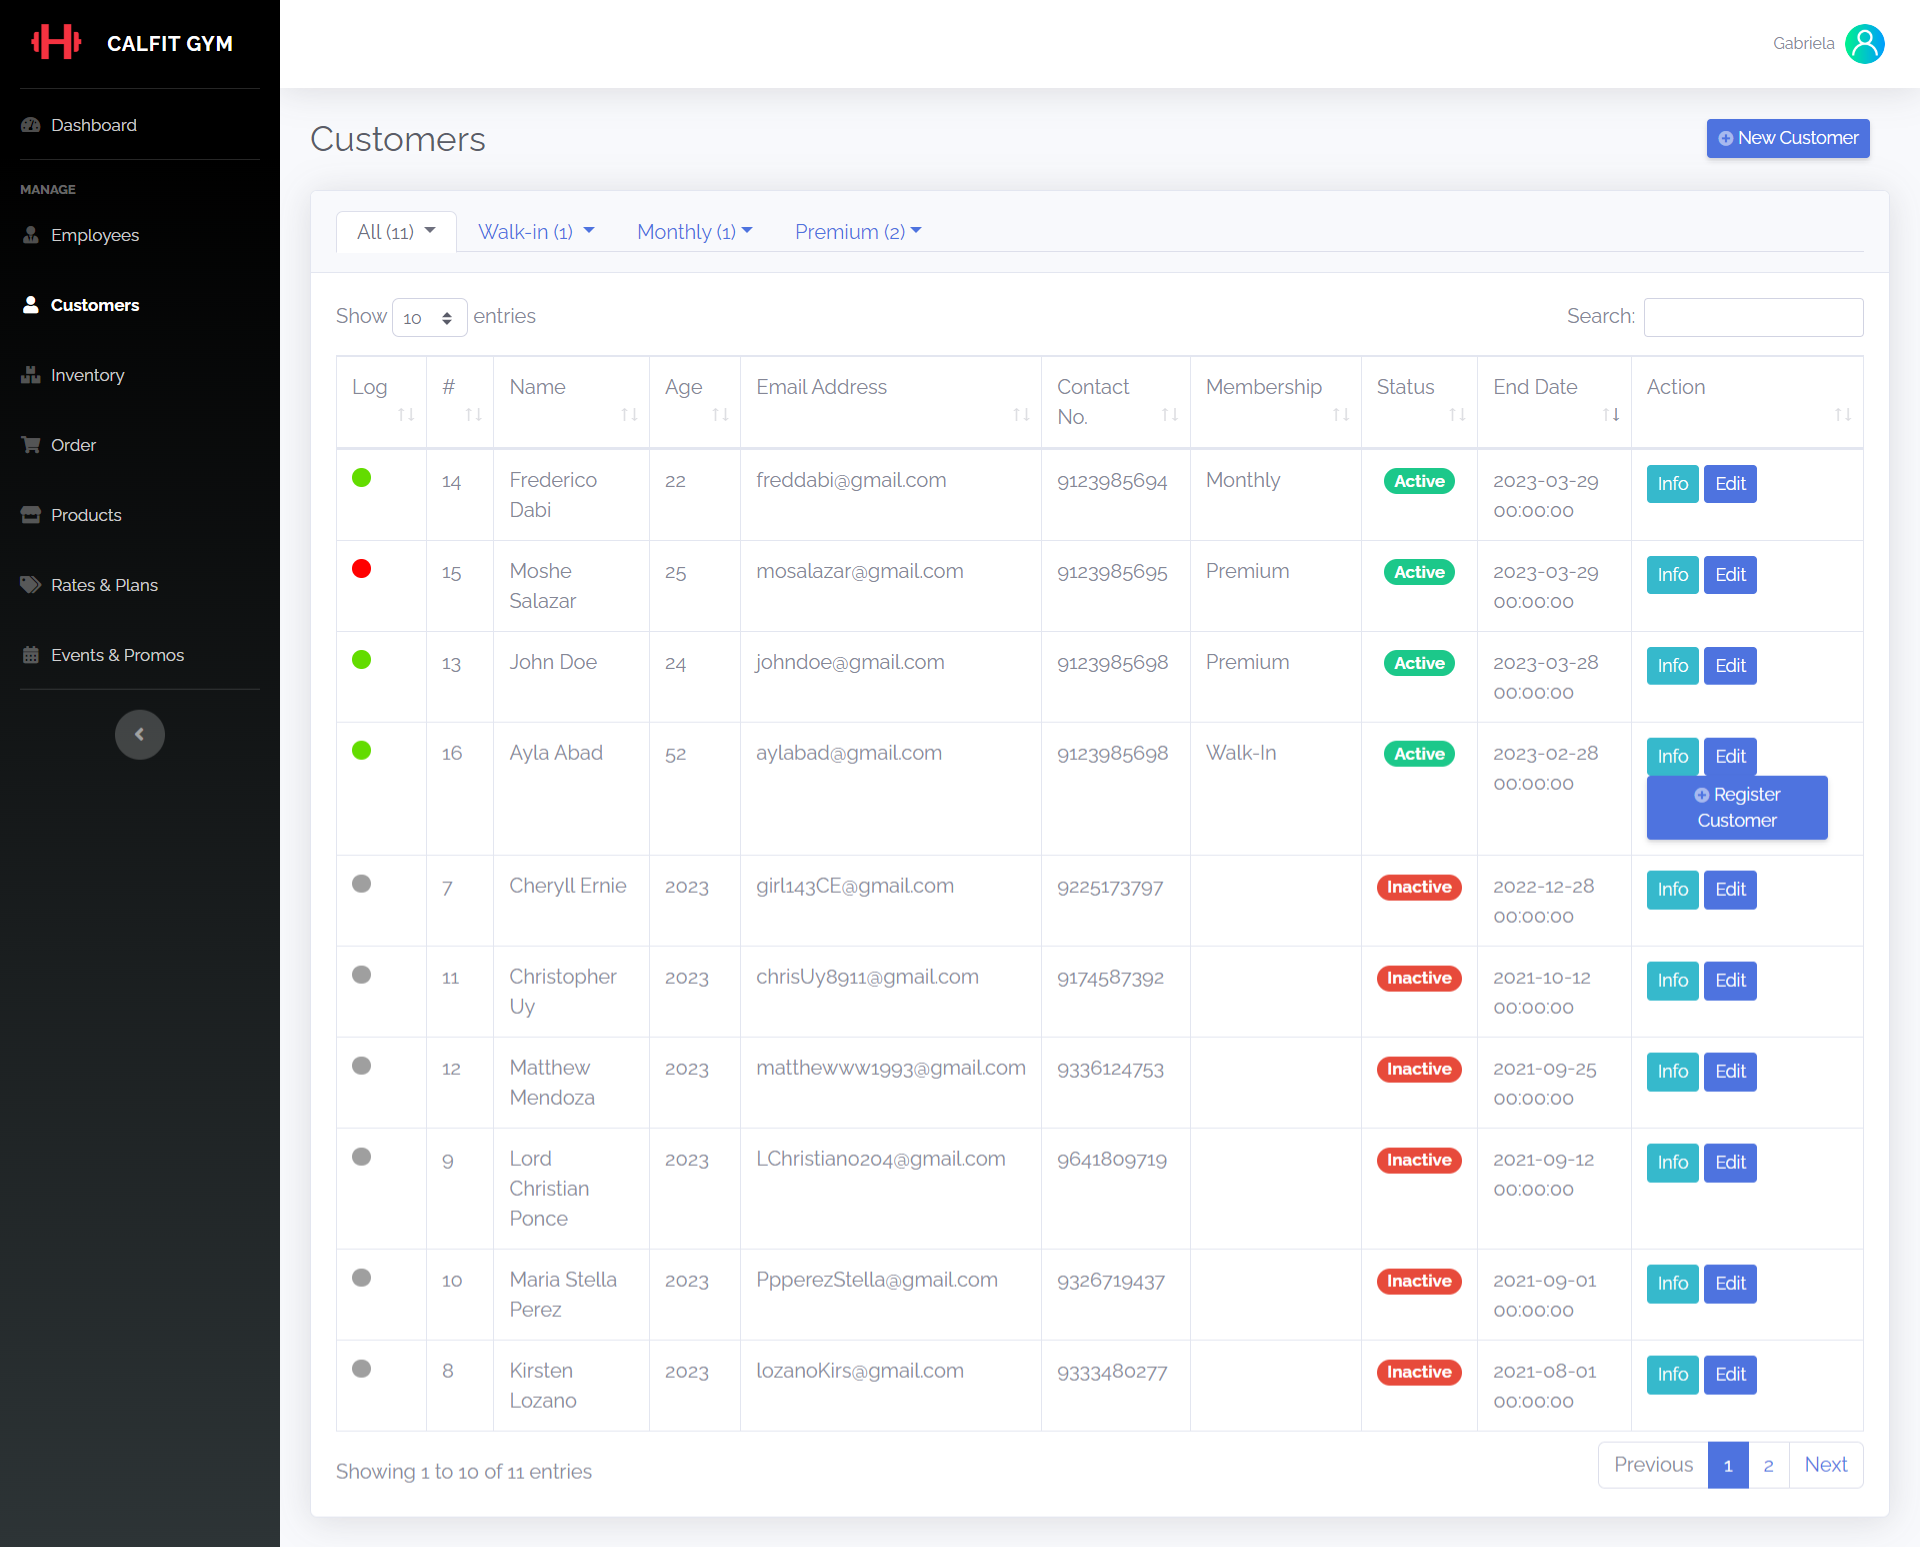 CALFIT GYM
Gabriela
Dashboard
MANAGE
Employees
Customers
Inventory
Order
Products
Rates & Plans
Events & Promos
Customers
New Customer
All (11)
Walk-in (1)
Monthly (1)
Premium (2)
Show 10 entries
Search:
Log # Name Age Email Address Contact Membership Status End Date Action
No.
14 Frederico 22 freddabi@gmail.com 9123985694 Monthly Active 2023-03-29 Info Edit
Dabi 00:00:00
15 Moshe 25 mosalazar@gmail.com 9123985695 Premium Active 2023-03-29 Info Edit
Salazar 00:00:00
13 John Doe 24 johndoe@gmail.com 9123985698 Premium Active 2023-03-28 Info Edit
00:00:00
16 Ayla Abad 52 aylabad@gmail.com 9123985698 Walk-In Active 2023-02-28 Info Edit
00:00:00 Register
Customer
7 Cheryll Ernie 2023 girl143CE@gmail.com 9225173797 Inactive 2022-12-28 Info Edit
00:00:00
11 Christopher 2023 chrisUy8911@gmail.com 9174587392 Inactive 2021-10-12 Info Edit
Uy 00:00:00
12 Matthew 2023 matthewww1993@gmail.com 9336124753 Inactive 2021-09-25 Info Edit
Mendoza 00:00:00
9 Lord 2023 LChristian0204@gmail.com 9641809719 Inactive 2021-09-12 Info Edit
Christian 00:00:00
Ponce
10 Maria Stella 2023 PpperezStella@gmail.com 9326719437 Inactive 2021-09-01 Info Edit
Perez 00:00:00
8 Kirsten 2023 lozanoKirs@gmail.com 9333480277 Inactive 2021-08-01 Info Edit
Lozano 00:00:00
Showing 1 to 10 of 11 entries
Previous 1 2 Next